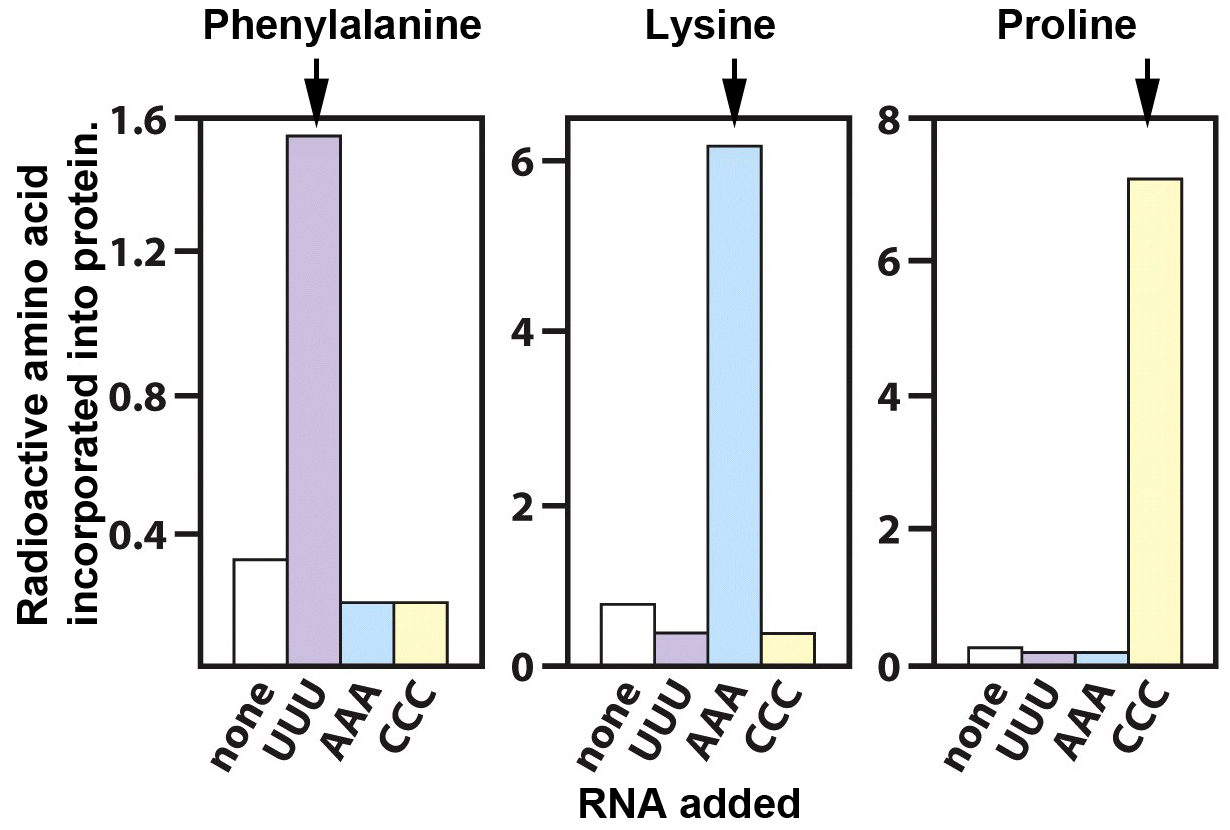 Phenylalanine
Lysine
Proline
Radioactive amino acid
incorporated into protein.
1.6
1.2
0.8
0.4
none
UUU
AAA
CCC
6
4
2
0
none
UUU
AAA
CCC
8
6
4
2
0
none
UUU
AAA
CCC
RNA added